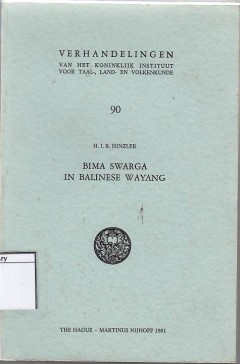 VERHANDELINGEN
VAN HET KONINKLIJK INSTITUUT
VOOR TAAL-, LAND- EN VOLKENKUNDE
90
H. I. R. HINZLER
BIMA SWARGA
IN BALINESE WAYANG
ary
THE HAGUE - MARTINUS NIJHOFF 1981